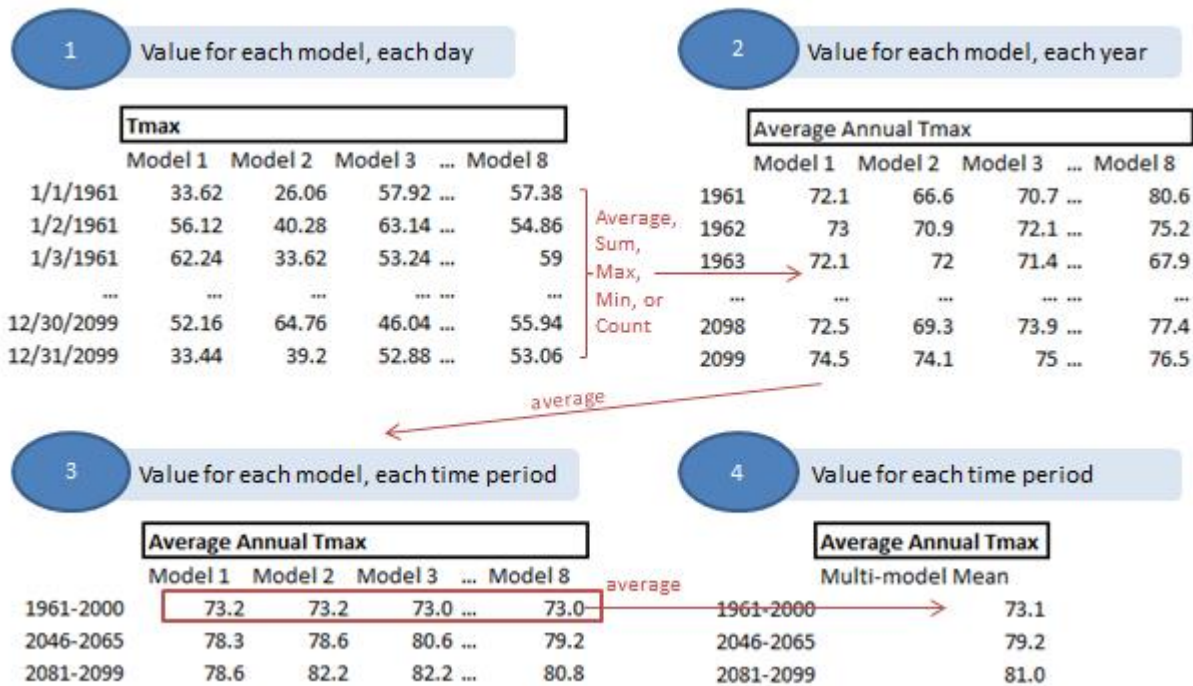 1 Value for each model, each day
Tmax
Model 1 Model 2 Model 3 ... Model 8
1/1/1961 33.62 26.06 57.92 ... 57.38
1/2/1961 56.12 40.28 63.14 ... 54.86
1/3/1961 62.24 33.62 53.24 ... 59
... ... ... ... ... ...
12/30/2099 52.16 64.76 46.04 ... 55.94
12/31/2099 33.44 39.2 52.88 ... 53.06
Average,
Sum,
Max,
Min, or
Count
2 Value for each model, each year
Average Annual Tmax
Model 1 Model 2 Model 3 ... Model 8
1961 72.1 66.6 70.7 ... 80.6
1962 73 70.9 72.1 ... 75.2
1963 72.1 72 71.4 ... 67.9
... ... ... ... ... ...
2098 72.5 69.3 73.9 ... 77.4
2099 74.5 74.1 75 ... 76.5
average
3 Value for each model, each time period
Average Annual Tmax
Model 1 Model 2 Model 3 ... Model 8
1961-2000 73.2 73.2 73.0 ... 73.0
2046-2065 78.3 78.6 80.6 ... 79.2
2081-2099 78.6 82.2 82.2 ... 80.8
average
4 Value for each time period
Average Annual Tmax
Multi-model Mean
1961-2000 73.1
2046-2065 79.2
2081-2099 81.0